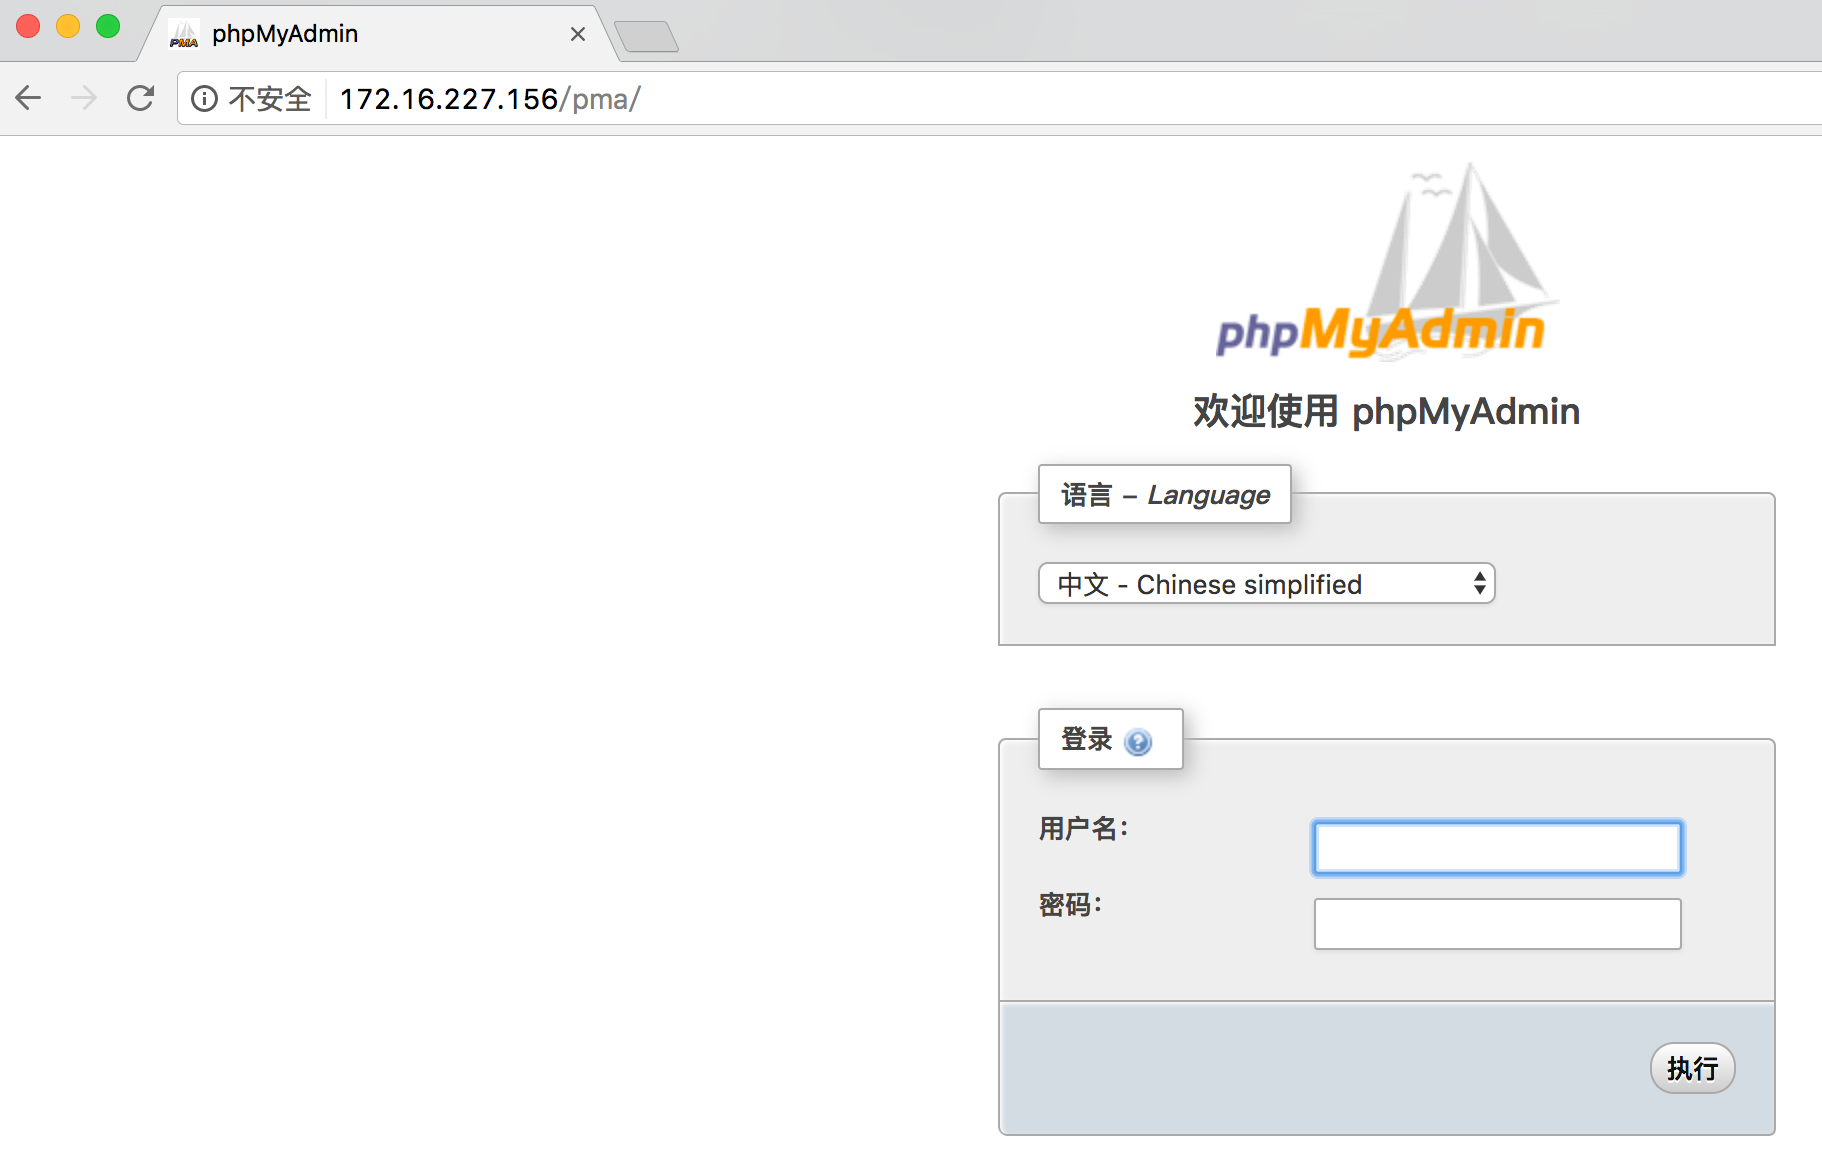 PMA phpMyAdmin
不安全 172.16.227.156/pma/
phpMyAdmin
欢迎使用 phpMyAdmin
语言 – Language
中文 - Chinese simplified
登录 ?
用户名：
密码：
执行